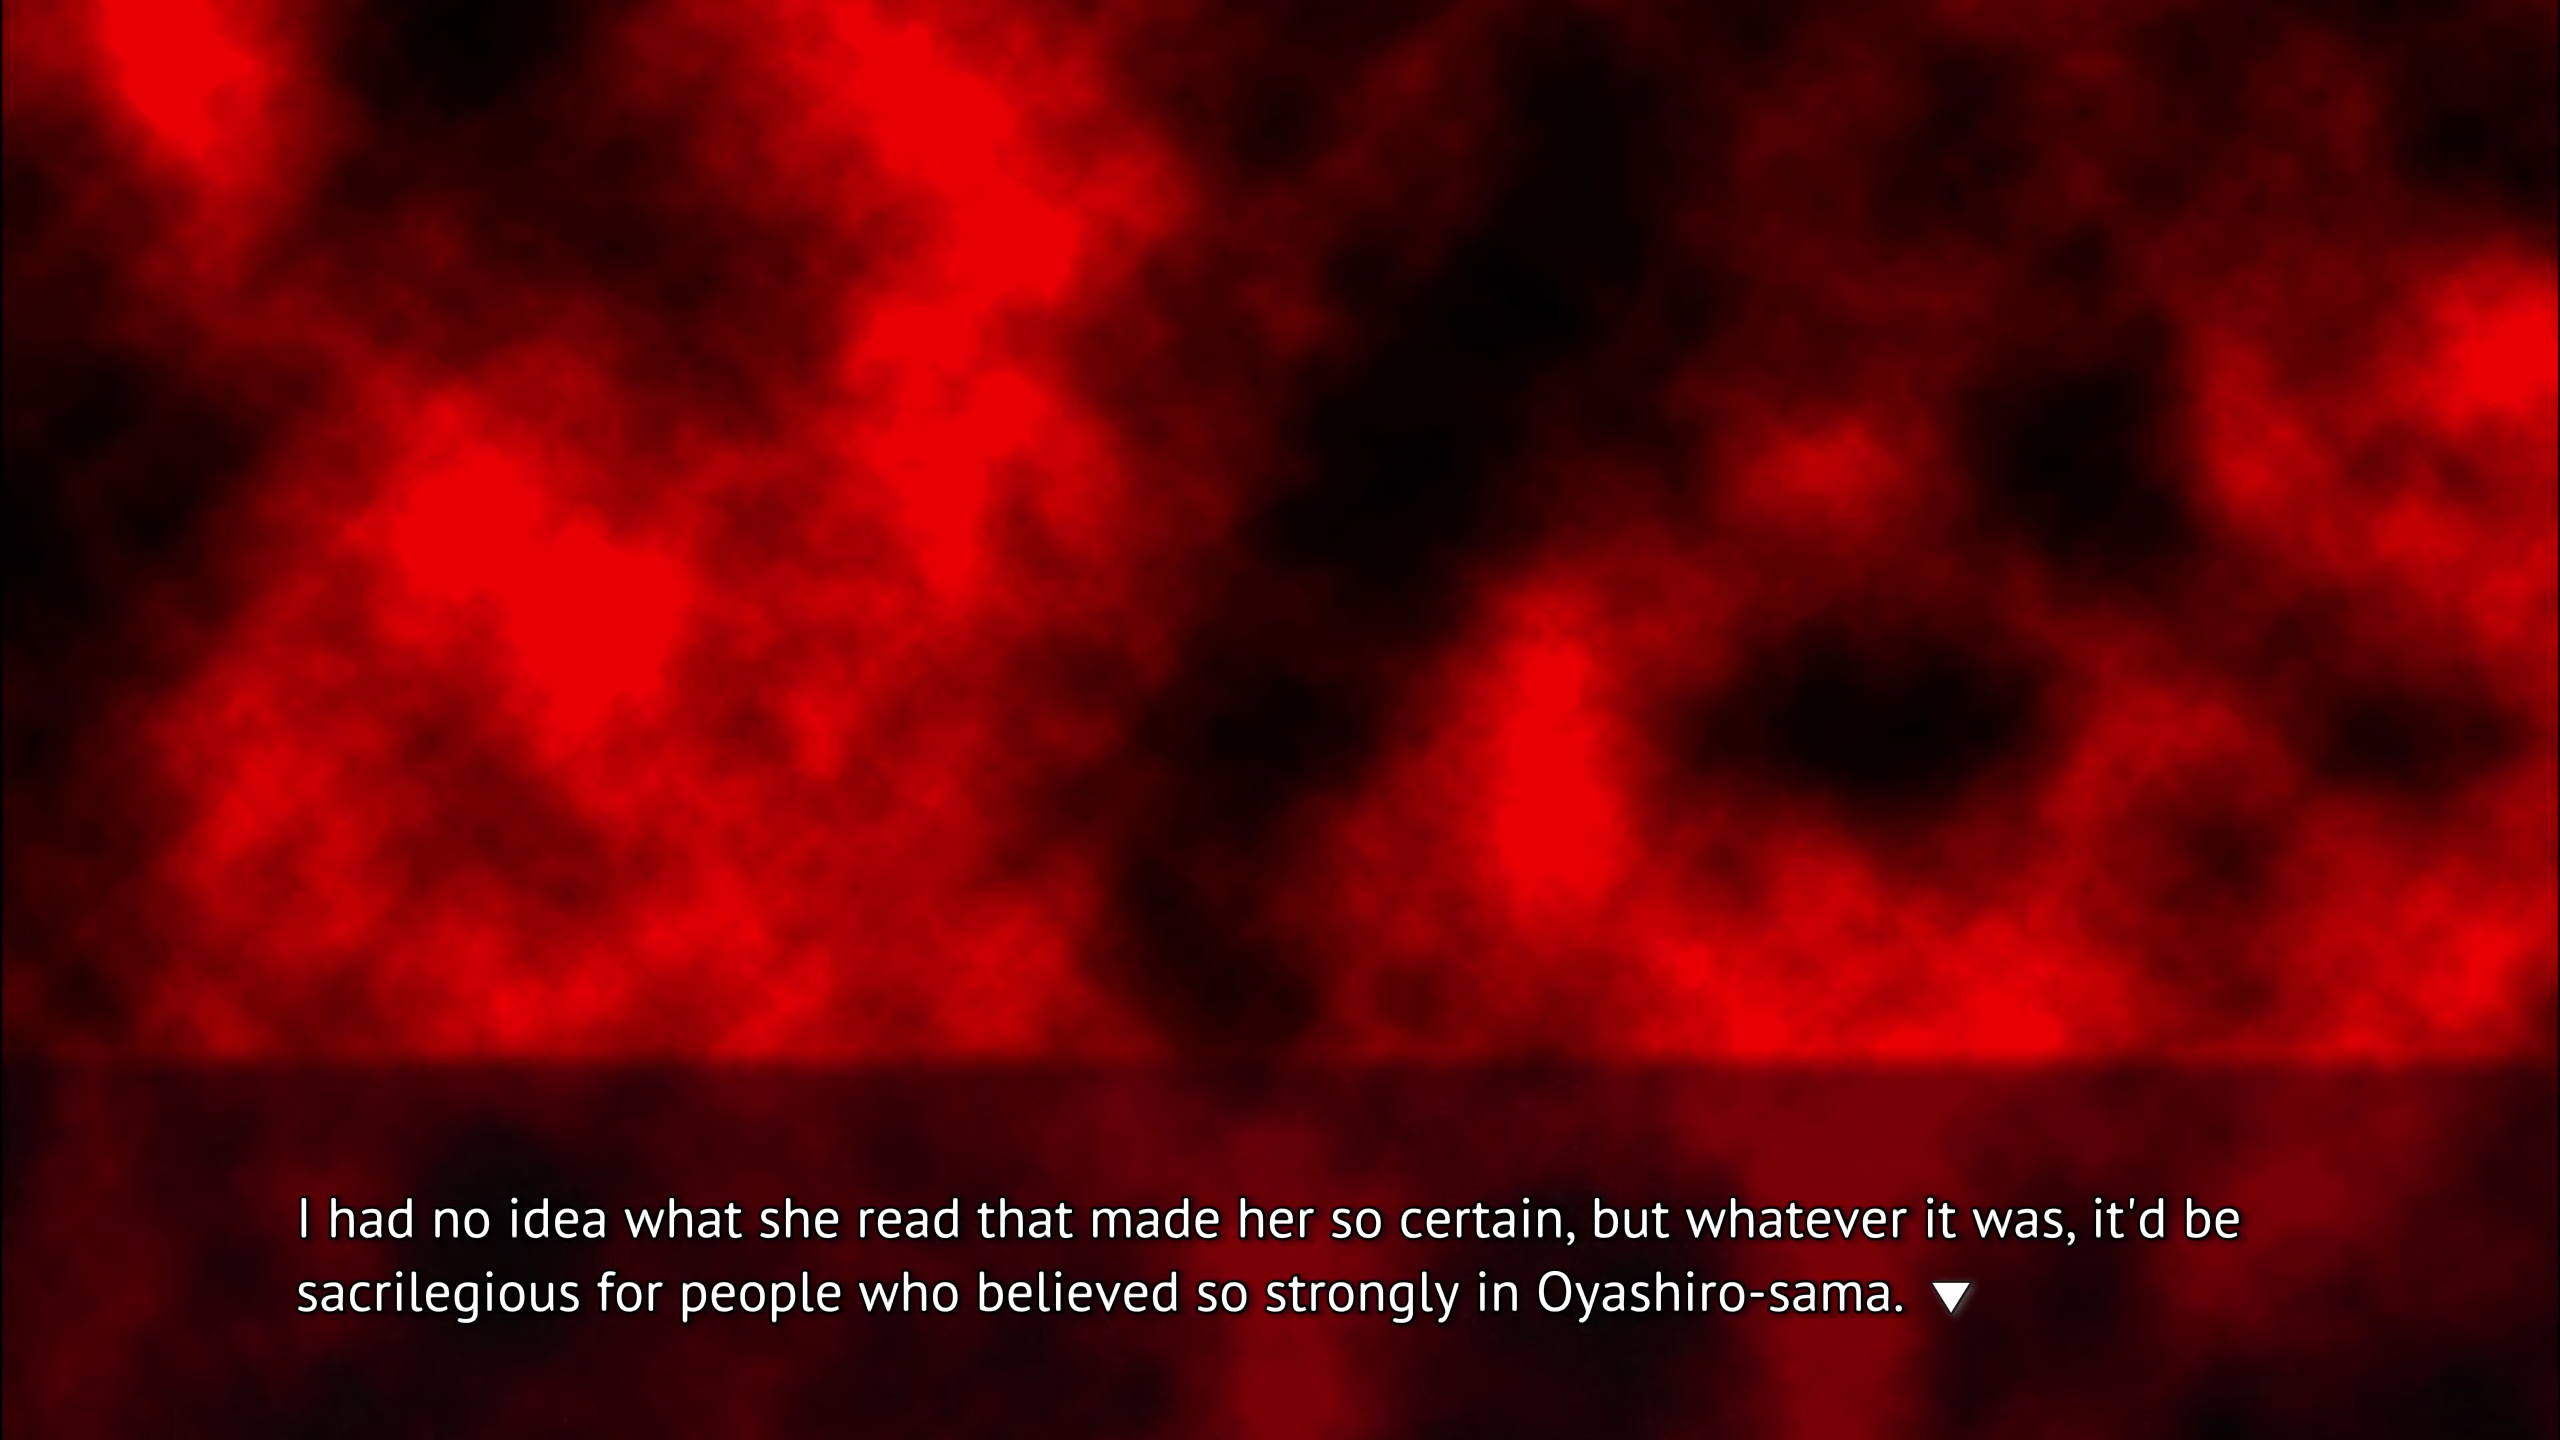 I had no idea what she read that made her so certain, but whatever it was, it'd be
sacrilegious for people who believed so strongly in Oyashiro-sama.